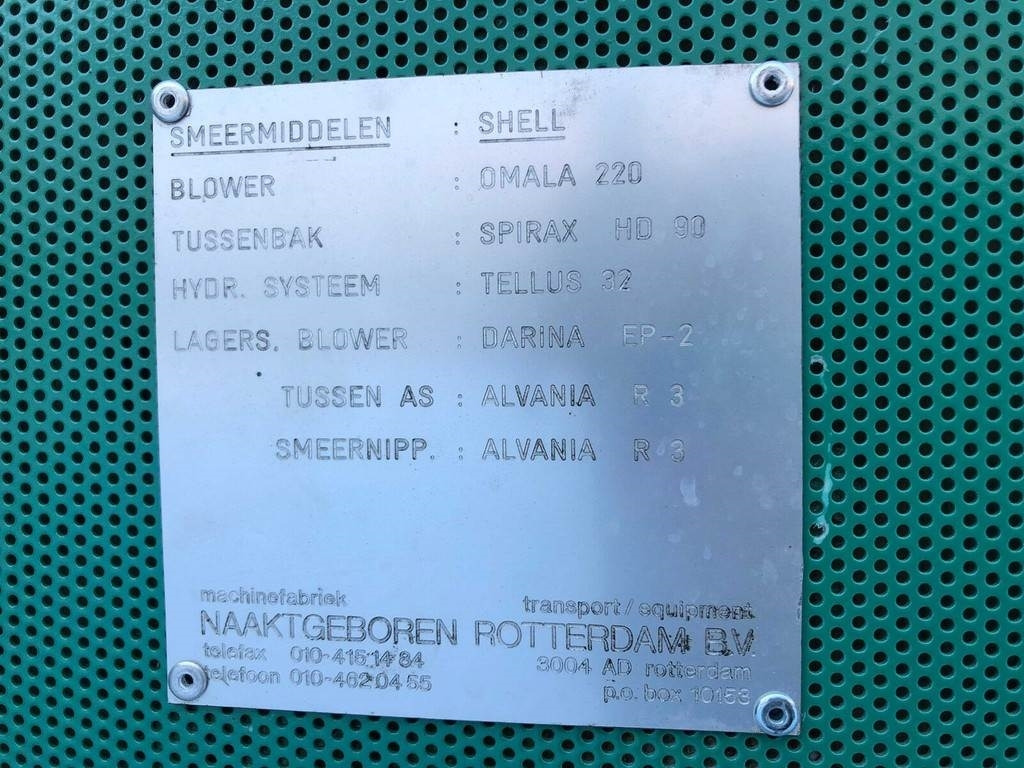 SMEERMIDDELEN : SHELL
BLOWER : OMALA 220
TUSSENBAK : SPIRAX HD 90
HYDR. SYSTEEM : TELLUS 32
LAGERS. BLOWER : DARINA EP-2
TUSSEN AS : ALVANIA R 3
SMEERNIPP. : ALVANIA R 3
machinefabriek transport/equipment
NAAKTGEBOREN ROTTERDAM B.V.
telefax 010-4151484 3004 AD rotterdam
telefoon 010-4620455 p.o. box 10153